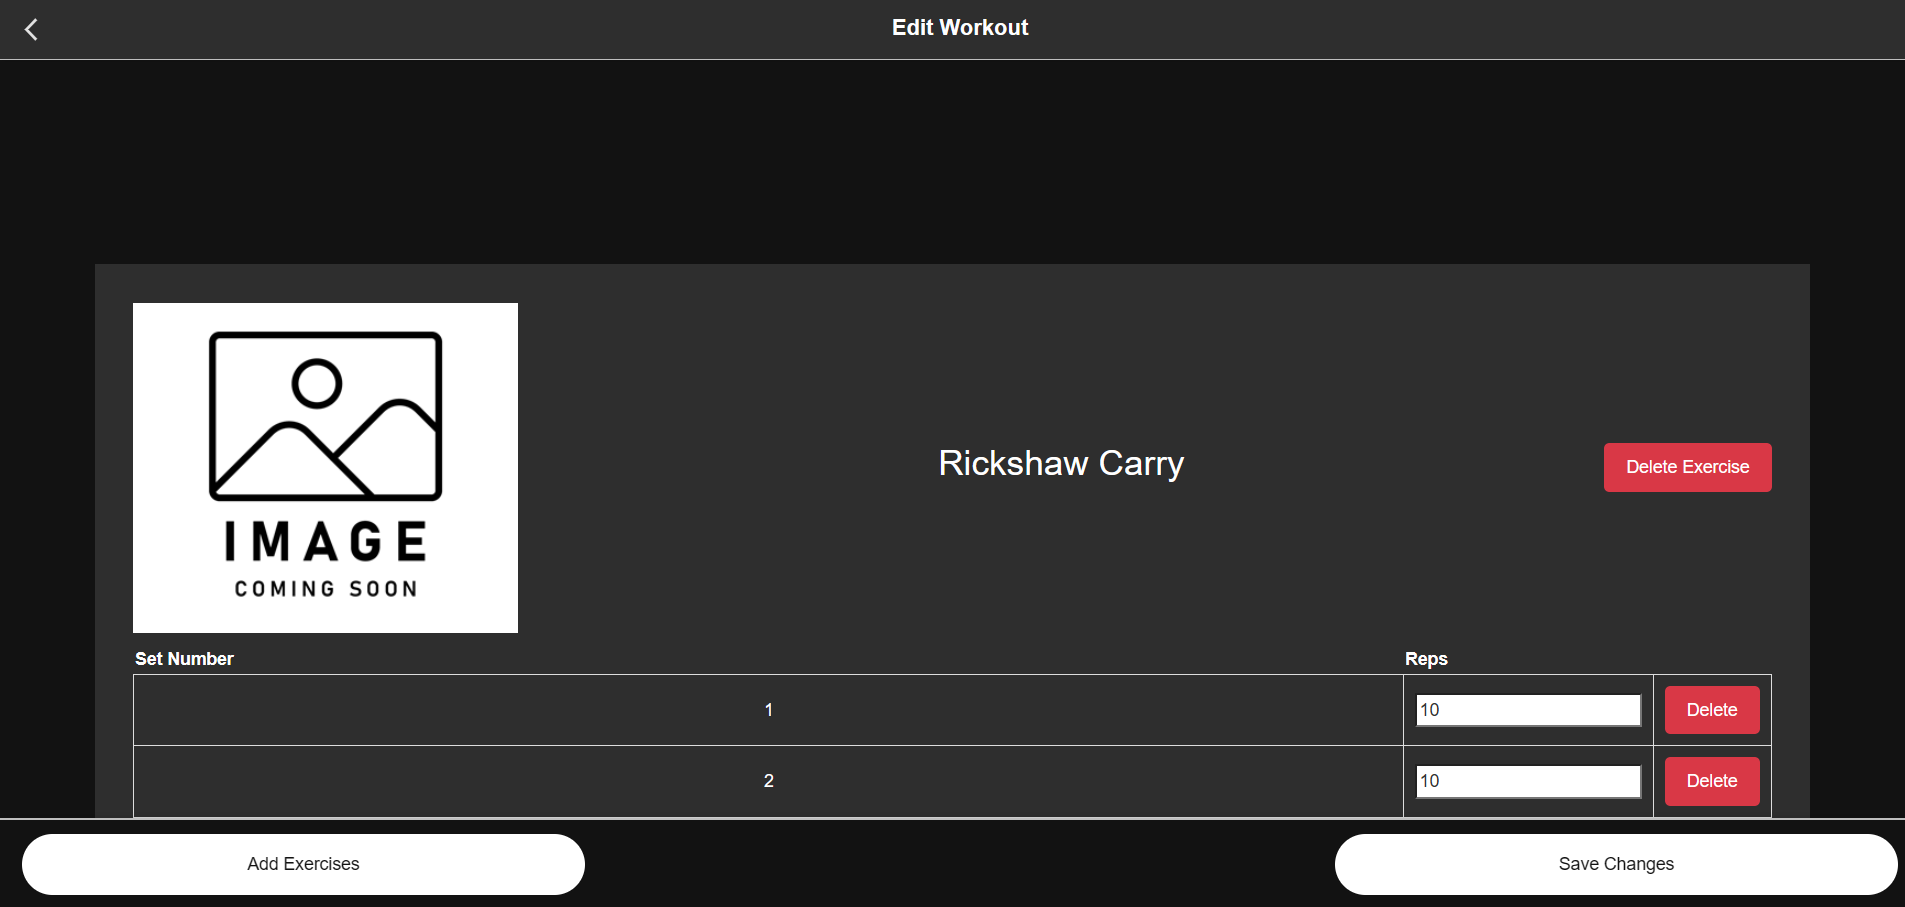 Edit Workout
IMAGE
COMING SOON
Rickshaw Carry
Delete Exercise
Set Number Reps
1 10 Delete
2 10 Delete
Add Exercises Save Changes